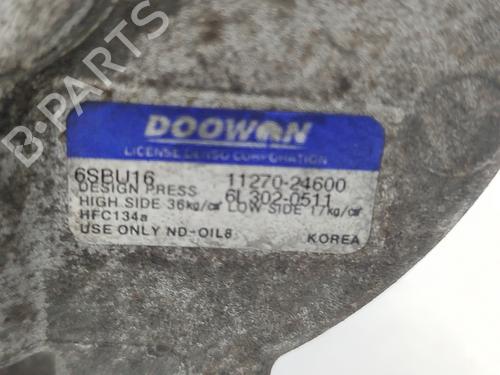 DOOWON
LICENSE DENSO CORPORATION
6SBU16 11270-24600
DESIGN PRESS 6L302-0511
HIGH SIDE 36kg/c㎡ LOW SIDE 17kg/c㎡
HFC134a
USE ONLY ND-OIL8 KOREA
B-PARTS